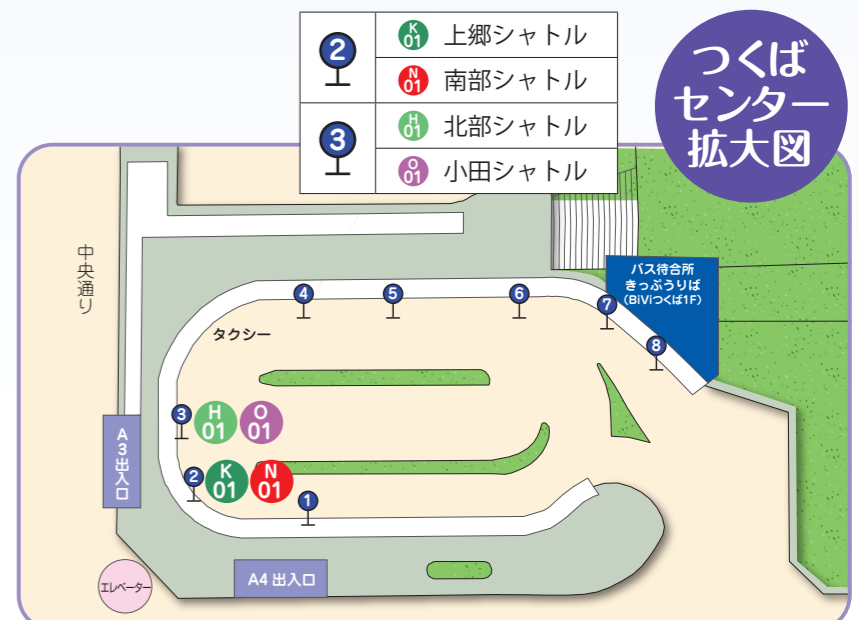 2
K
01
上郷シャトル
N
01
南部シャトル
3
H
01
北部シャトル
O
01
小田シャトル
つくば
センター
拡大図
中央通り
バス待合所
きっぷうりば
(BiViつくば1F)
4
5
6
7
8
タクシー
3
H
01
O
01
A3出入口
2
K
01
N
01
1
エレベーター
A4 出入口